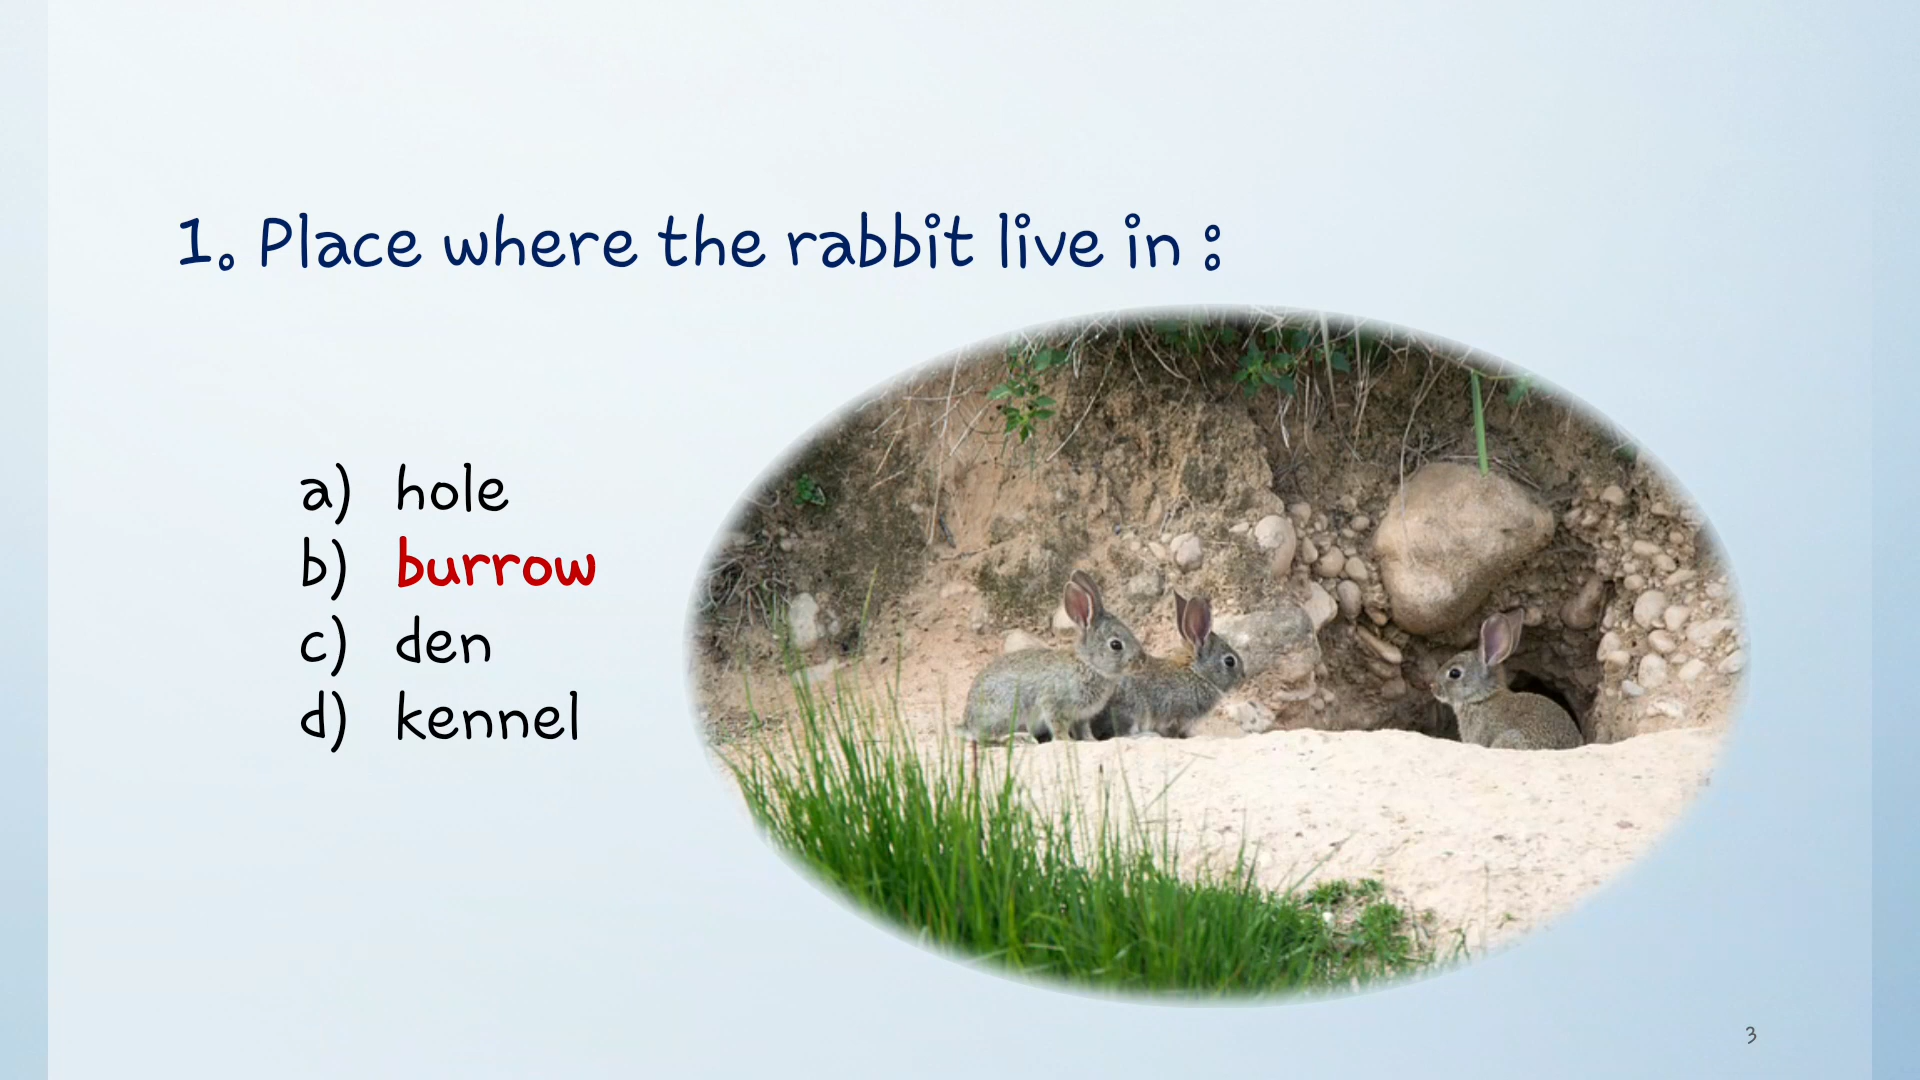 1. Place where the rabbit live in :
a) hole
b) burrow
c) den
d) kennel
3